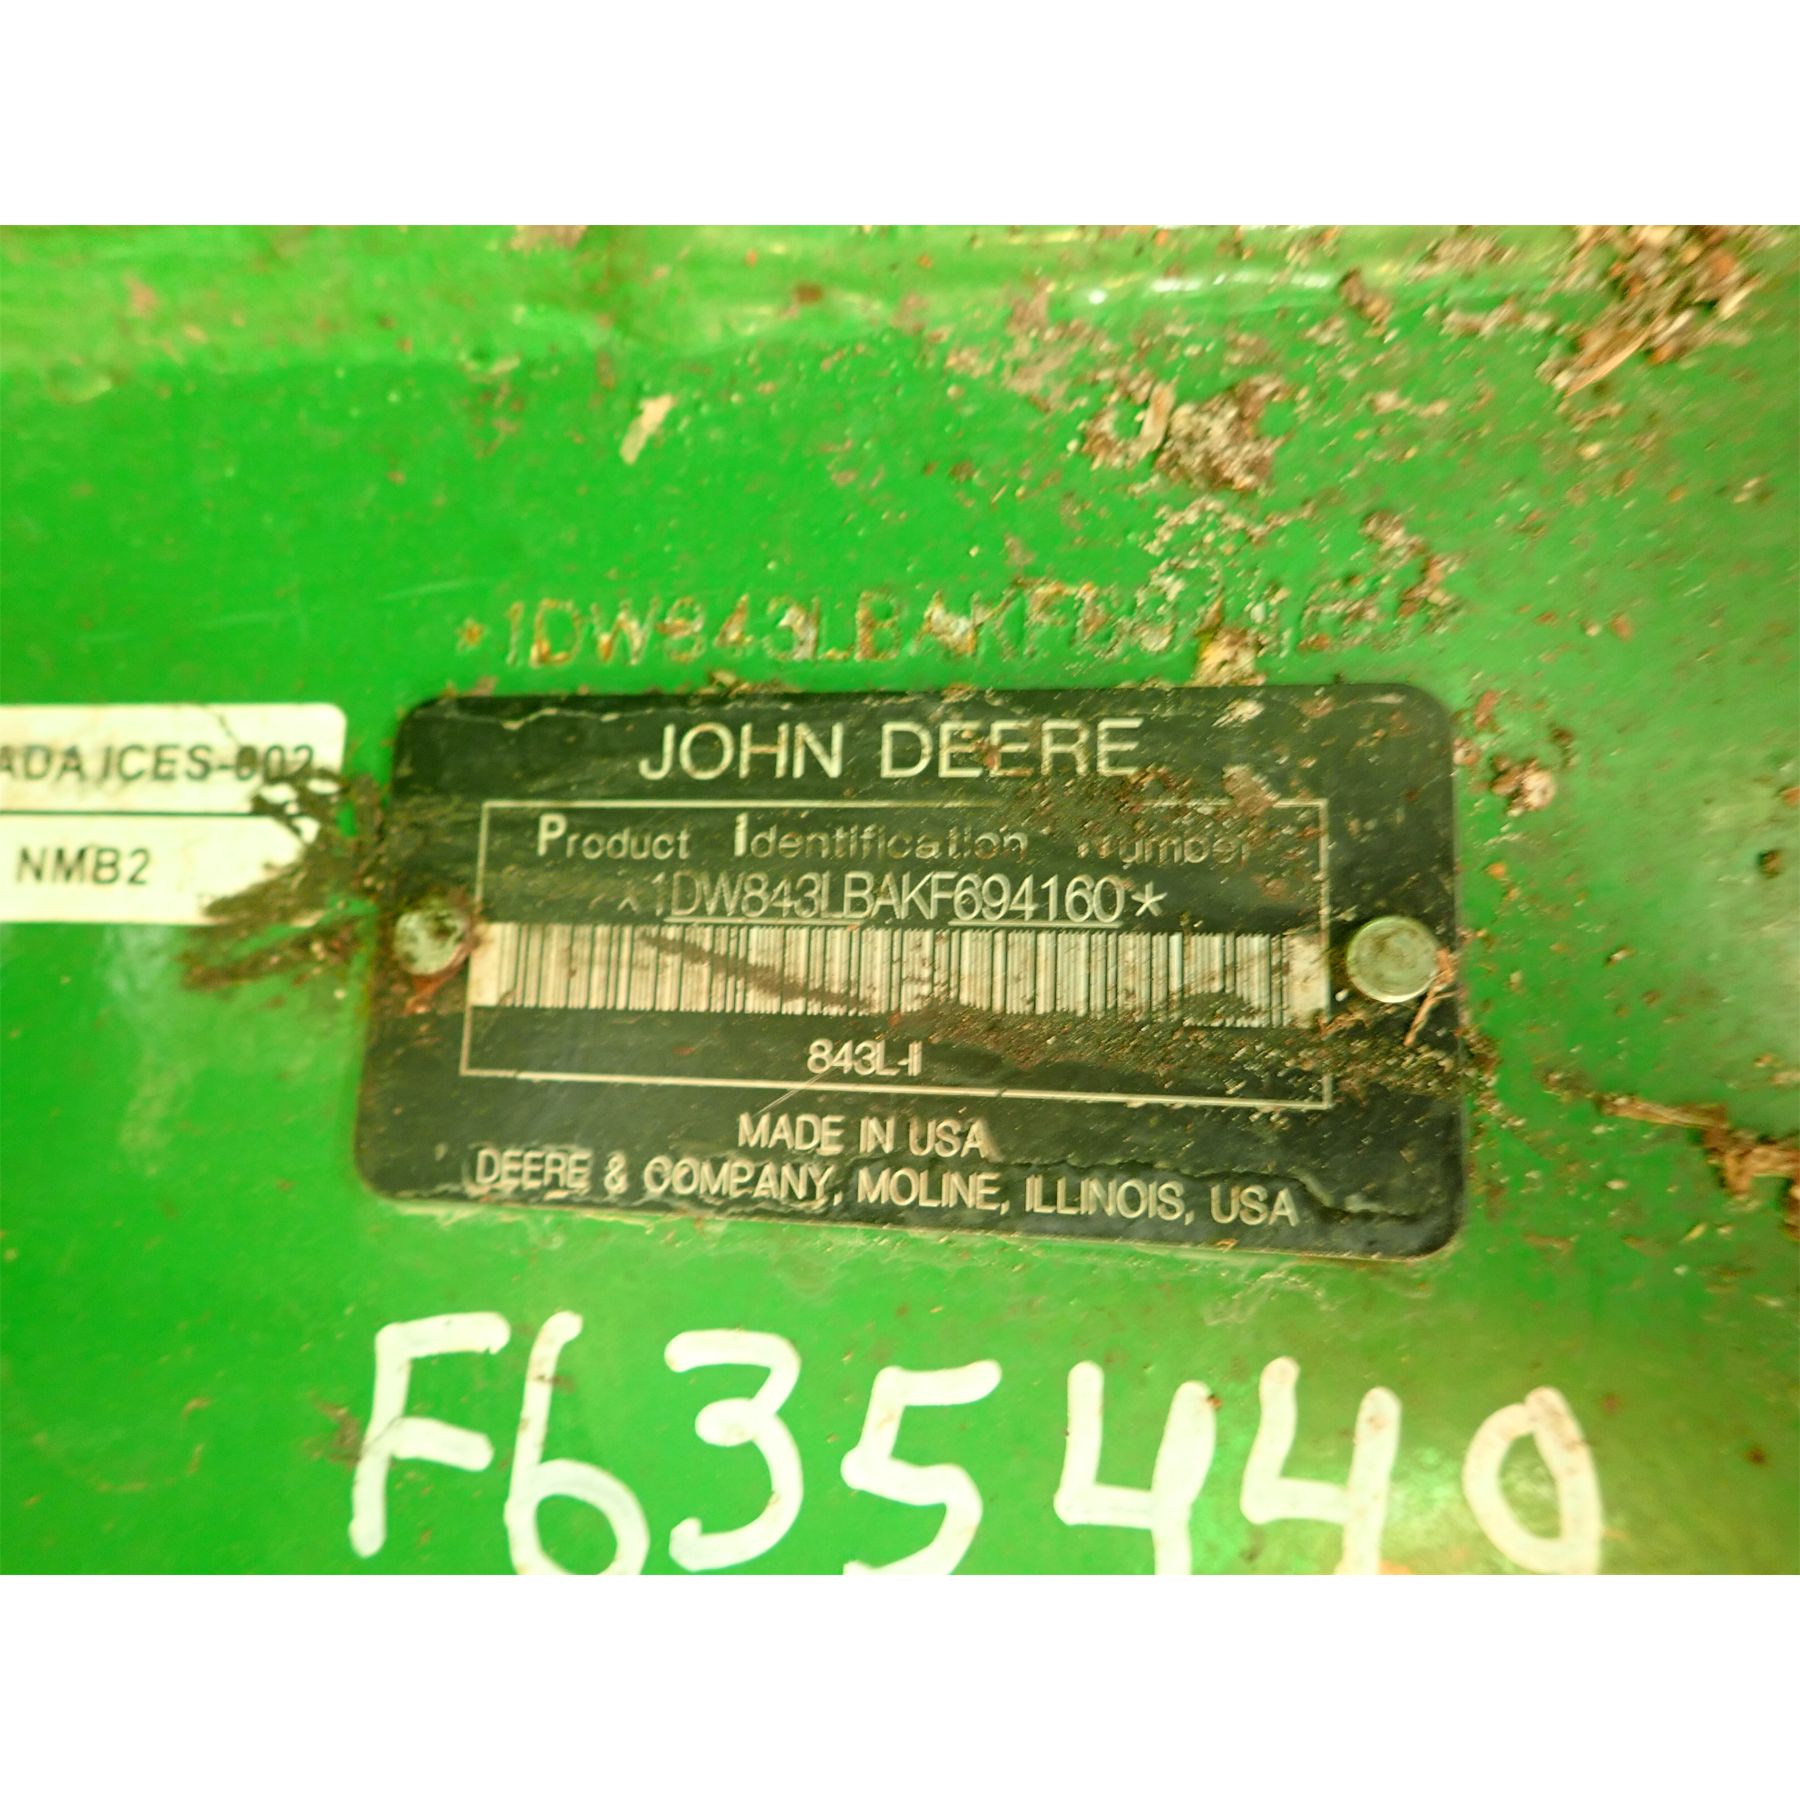 *1DW843LBAKF
ADA ICES-002
NMB2
JOHN DEERE
Product Identification Number
*1DW843LBAKF694160*
843L-II
MADE IN USA
DEERE & COMPANY, MOLINE, ILLINOIS, USA
F635440